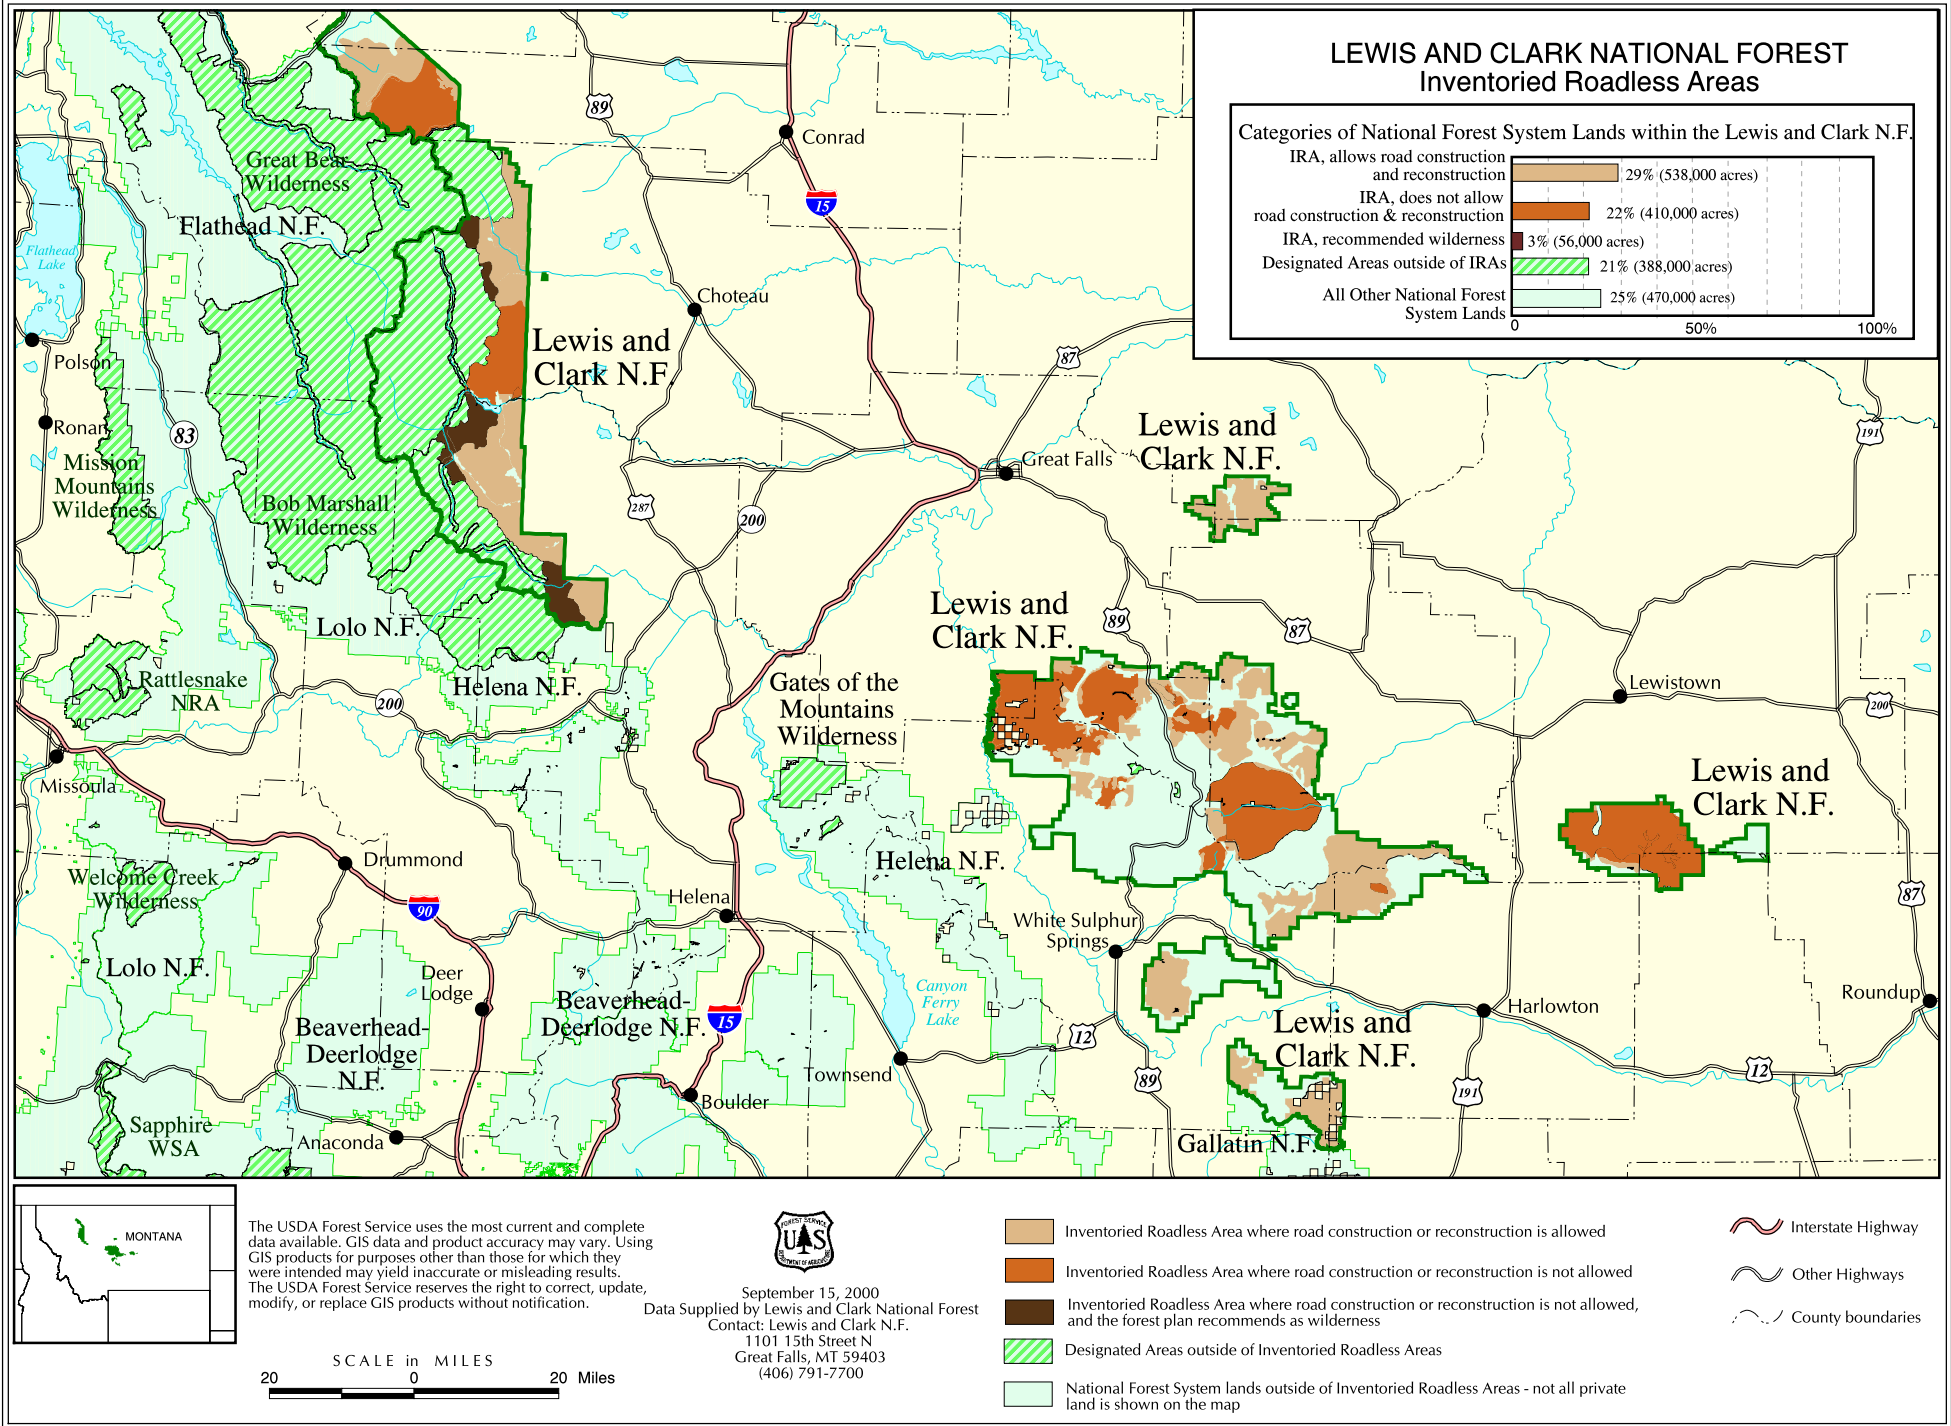 LEWIS AND CLARK NATIONAL FOREST
Inventoried Roadless Areas
Categories of National Forest System Lands within the Lewis and Clark N.F.
IRA, allows road construction
and reconstruction
29% (538,000 acres)
IRA, does not allow
road construction & reconstruction
22% (410,000 acres)
IRA, recommended wilderness
3% (56,000 acres)
Designated Areas outside of IRAs
21% (388,000 acres)
All Other National Forest
System Lands
25% (470,000 acres)
0 50% 100%
89
Conrad
15
Great Bear
Wilderness
Flathead N.F.
Flathead
Lake
Choteau
Lewis and
Clark N.F.
87
Polson
Ronan
83
Mission
Mountains
Wilderness
Bob Marshall
Wilderness
287
200
Great Falls
Lewis and
Clark N.F.
191
Lewis and
Clark N.F.
89
87
Lolo N.F.
Rattlesnake
NRA
Helena N.F.
200
Gates of the
Mountains
Wilderness
Lewistown
200
Missoula
Lewis and
Clark N.F.
Drummond
Welcome Creek
Wilderness
90
Helena N.F.
Helena
87
White Sulphur
Springs
Lolo N.F.
Deer
Lodge
Beaverhead-
Deerlodge N.F.
15
Canyon
Ferry
Lake
Roundup
Harlowton
Beaverhead-
Deerlodge
N.F.
Lewis and
Clark N.F.
12
Townsend
89
191
12
Boulder
Sapphire
WSA
Anaconda
Gallatin N.F.
MONTANA
The USDA Forest Service uses the most current and complete
data available. GIS data and product accuracy may vary. Using
GIS products for purposes other than those for which they
were intended may yield inaccurate or misleading results.
The USDA Forest Service reserves the right to correct, update,
modify, or replace GIS products without notification.
SCALE in MILES
20 0 20 Miles
FOREST SERVICE
U S
DEPARTMENT OF AGRICULTURE
September 15, 2000
Data Supplied by Lewis and Clark National Forest
Contact: Lewis and Clark N.F.
1101 15th Street N
Great Falls, MT 59403
(406) 791-7700
Inventoried Roadless Area where road construction or reconstruction is allowed
Inventoried Roadless Area where road construction or reconstruction is not allowed
Inventoried Roadless Area where road construction or reconstruction is not allowed,
and the forest plan recommends as wilderness
Designated Areas outside of Inventoried Roadless Areas
National Forest System lands outside of Inventoried Roadless Areas - not all private
land is shown on the map
Interstate Highway
Other Highways
County boundaries